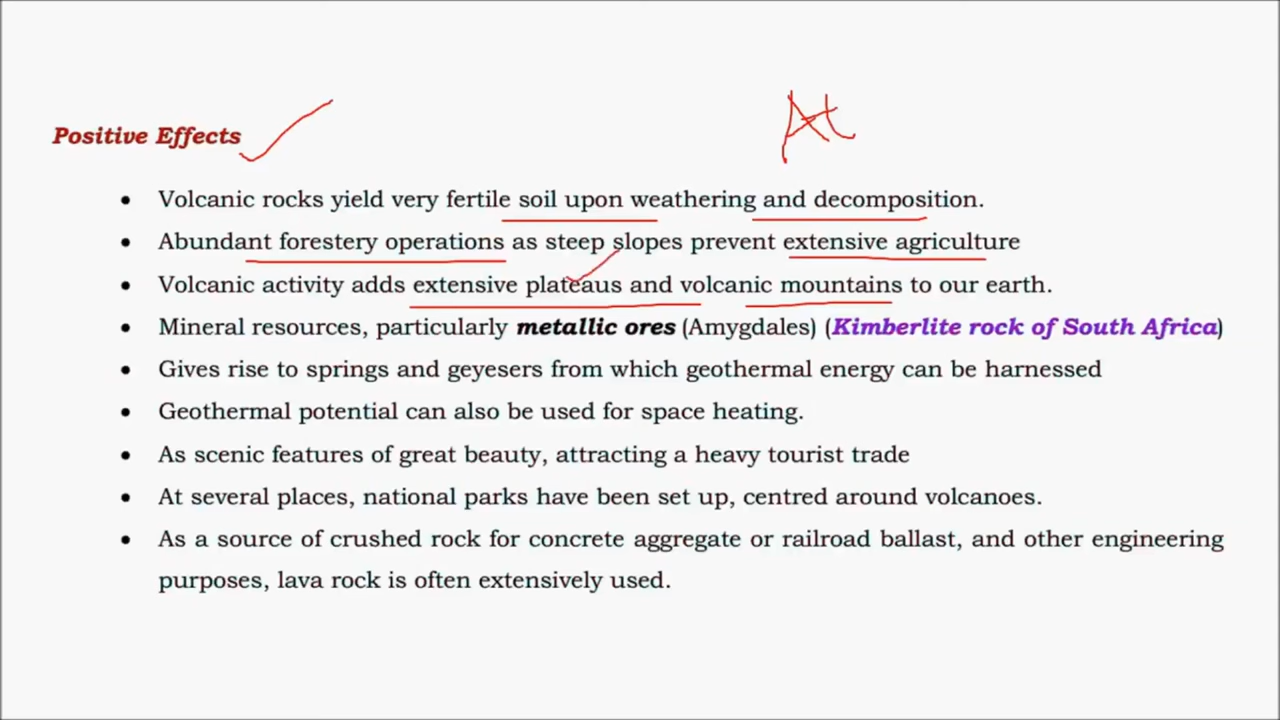 Positive Effects
• Volcanic rocks yield very fertile soil upon weathering and decomposition.
• Abundant forestery operations as steep slopes prevent extensive agriculture
• Volcanic activity adds extensive plateaus and volcanic mountains to our earth.
• Mineral resources, particularly metallic ores (Amygdales) (Kimberlite rock of South Africa)
• Gives rise to springs and geyesers from which geothermal energy can be harnessed
• Geothermal potential can also be used for space heating.
• As scenic features of great beauty, attracting a heavy tourist trade
• At several places, national parks have been set up, centred around volcanoes.
• As a source of crushed rock for concrete aggregate or railroad ballast, and other engineering
purposes, lava rock is often extensively used.